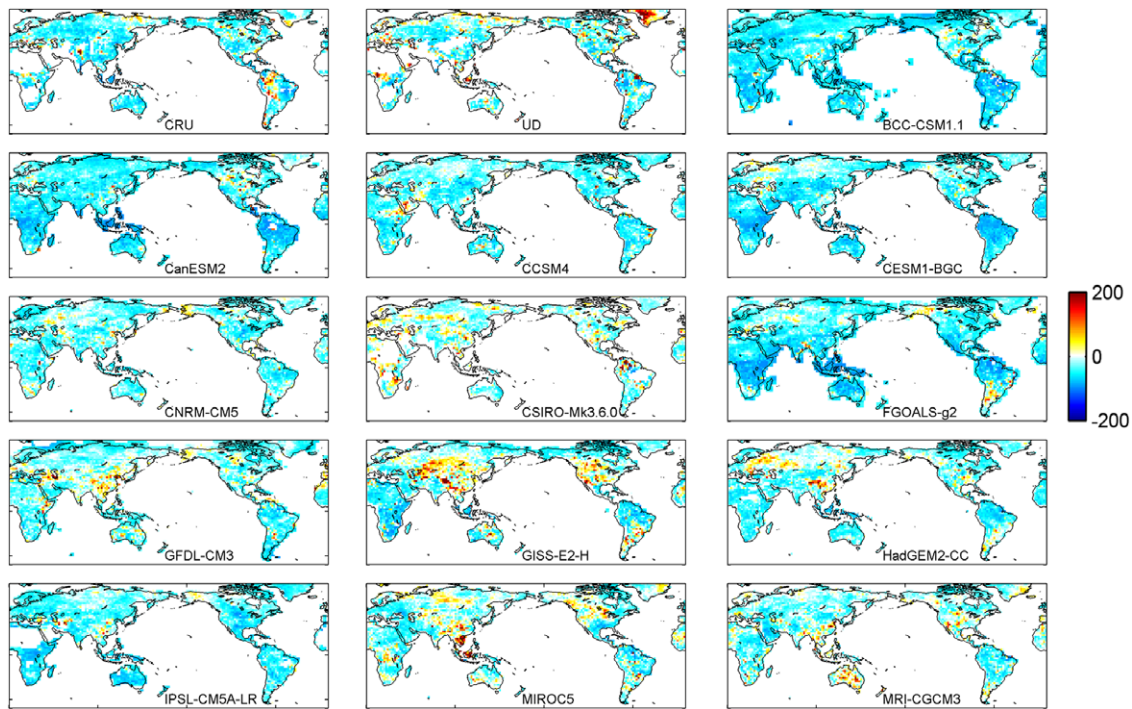 CRU
UD
BCC-CSM1.1
CanESM2
CCSM4
CESM1-BGC
CNRM-CM5
CSIRO-Mk3.6.0
FGOALS-g2
200
0
-200
GFDL-CM3
GISS-E2-H
HadGEM2-CC
IPSL-CM5A-LR
MIROC5
MRI-CGCM3